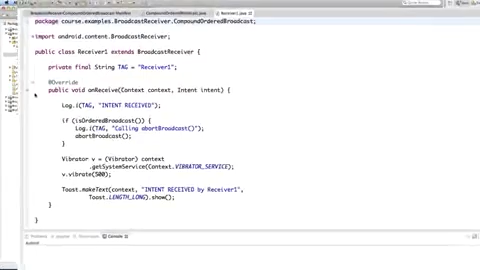 package course.examples.BroadcastReceiver.CompoundOrderedBroadcast;
import android.content.BroadcastReceiver;
public class Receiver1 extends BroadcastReceiver {
private final String TAG = "Receiver1";
@Override
public void onReceive(Context context, Intent intent) {
Log.i(TAG, "INTENT RECEIVED");
if (isOrderedBroadcast()) {
Log.i(TAG, "Calling abortBroadcast()");
abortBroadcast();
}
Vibrator v = (Vibrator) context
.getSystemService(Context.VIBRATOR_SERVICE);
v.vibrate(500);
Toast.makeText(context, "INTENT RECEIVED by Receiver1",
Toast.LENGTH_LONG).show();
}
}
Console